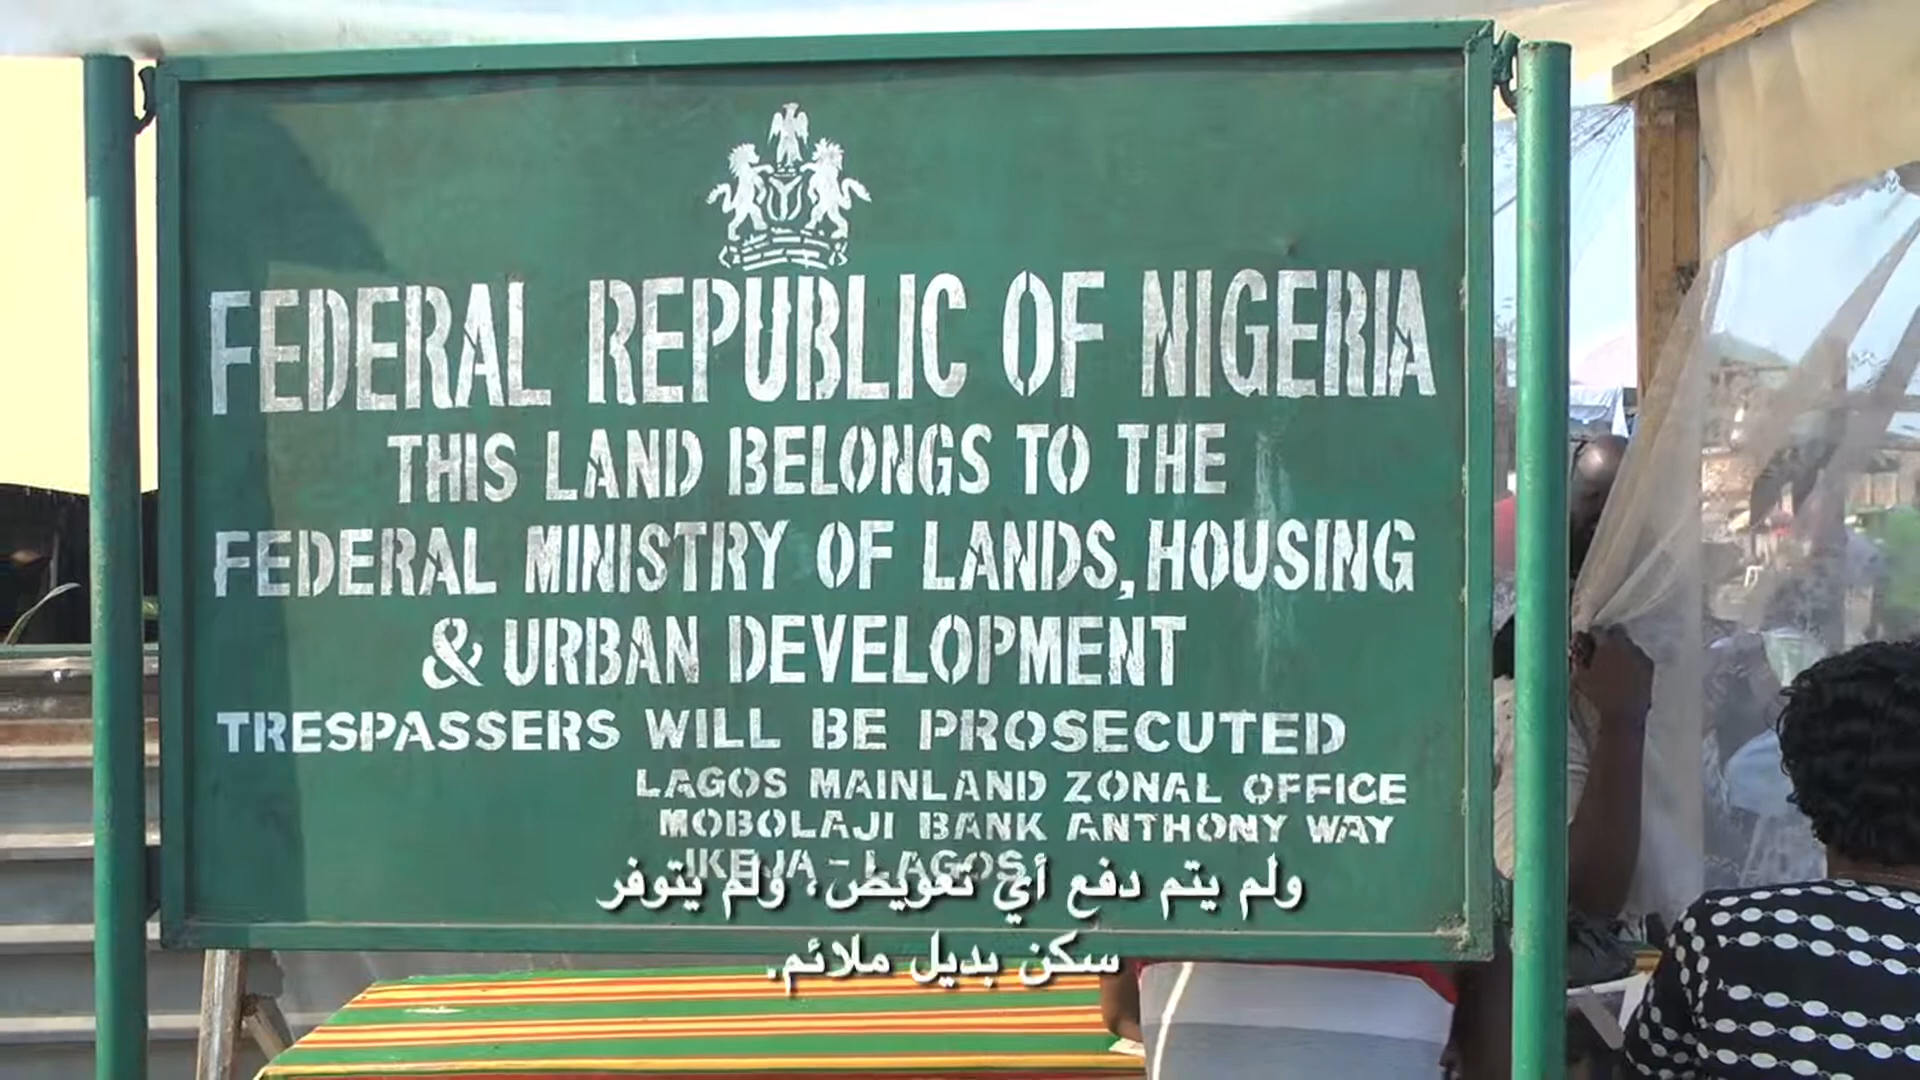 FEDERAL REPUBLIC OF NIGERIA
THIS LAND BELONGS TO THE
FEDERAL MINISTRY OF LANDS, HOUSING
& URBAN DEVELOPMENT
TRESPASSERS WILL BE PROSECUTED
LAGOS MAINLAND ZONAL OFFICE
MOBOLAJI BANK ANTHONY WAY
IKEJA - LAGOS
ولم يتم دفع أي تعويض، ولم يتوفر
سكن بديل ملائم.